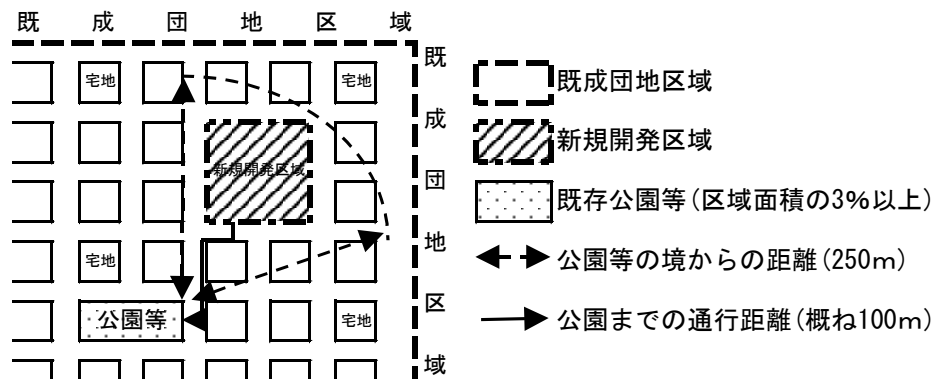 既成団地区域
既成団地区域
宅地
宅地
新規開発区域
宅地
公園等
宅地
既成団地区域
新規開発区域
既存公園等(区域面積の3%以上)
公園等の境からの距離(250m)
公園までの通行距離(概ね100m)